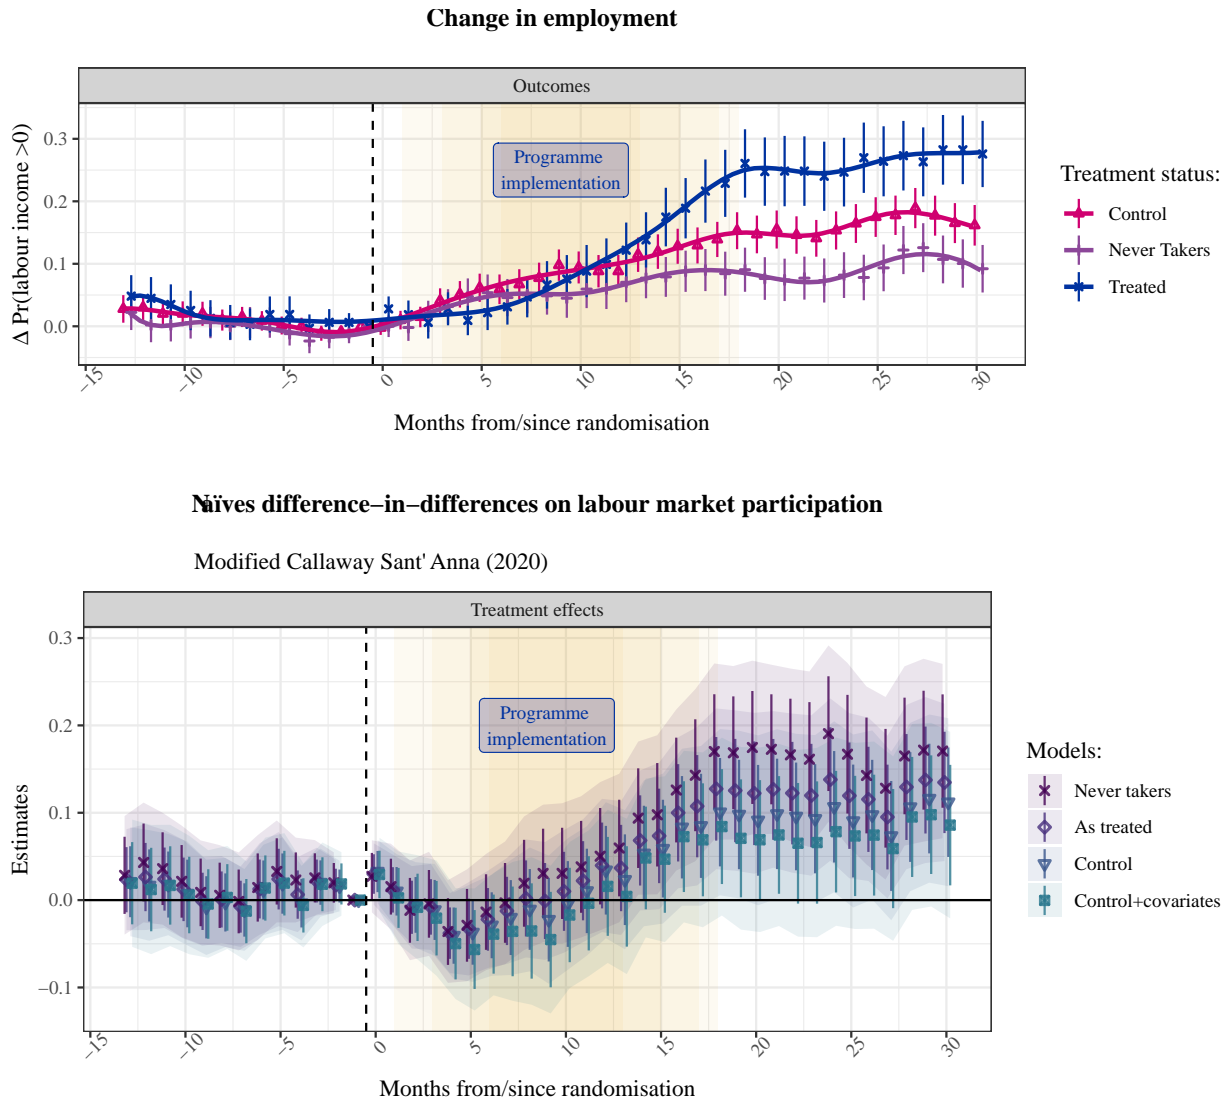 Change in employment
Outcomes
Δ Pr(labour income >0)
0.3
0.2
0.1
0.0
Programme
implementation
−15
−10
−5
0
5
10
15
20
25
30
Months from/since randomisation
Treatment status:
Control
Never Takers
Treated
Naïves difference−in−differences on labour market participation
Modified Callaway Sant' Anna (2020)
Treatment effects
Estimates
0.3
0.2
0.1
0.0
−0.1
Programme
implementation
−15
−10
−5
0
5
10
15
20
25
30
Months from/since randomisation
Models:
Never takers
As treated
Control
Control+covariates